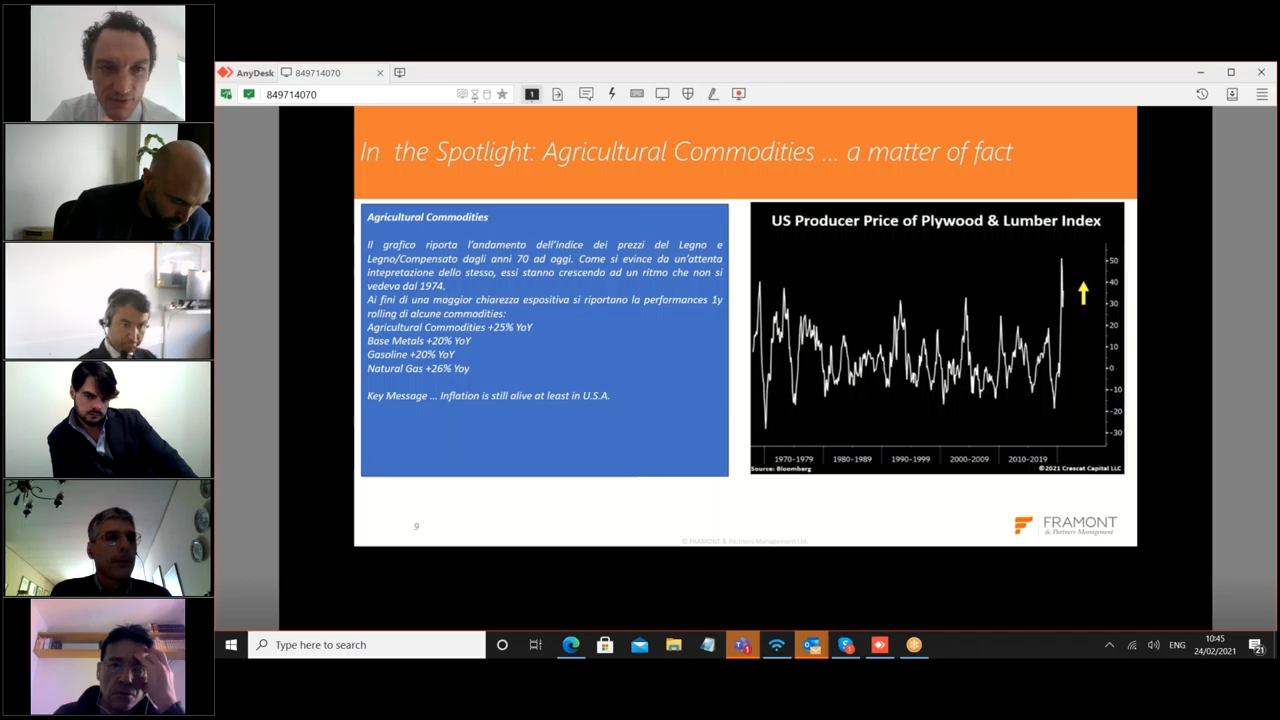 AnyDesk
849714070
849714070
1
In the Spotlight: Agricultural Commodities ... a matter of fact
Agricultural Commodities
Il grafico riporta l'andamento dell'indice dei prezzi del Legno e
Legno/Compensato dagli anni 70 ad oggi. Come si evince da un'attenta
intepretazione dello stesso, essi stanno crescendo ad un ritmo che non si
vedeva dal 1974.
Ai fini di una maggior chiarezza espositiva si riportano la performances 1y
rolling di alcune commodities:
Agricultural Commodities +25% YoY
Base Metals +20% YoY
Gasoline +20% YoY
Natural Gas +26% Yoy
Key Message ... Inflation is still alive at least in U.S.A.
US Producer Price of Plywood & Lumber Index
50
40
30
20
10
0
-10
-20
-30
1970-1979 1980-1989 1990-1999 2000-2009 2010-2019
Source: Bloomberg ©2021 Crescat Capital LLC
9
FRAMONT
& Partners Management
© FRAMONT & Partners Management Ltd.
Type here to search
ENG
10:45
24/02/2021
21